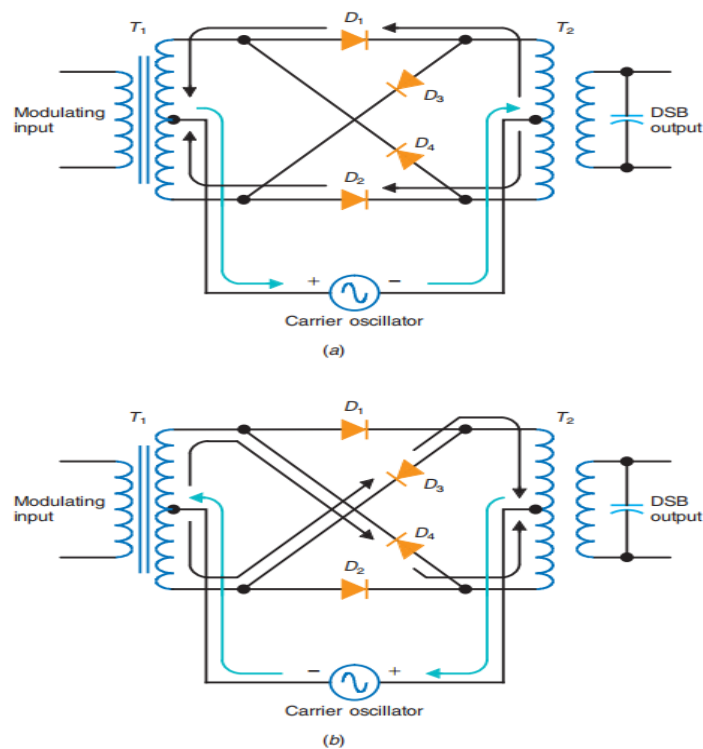 T1
D1
T2
D3
Modulating
input
DSB
output
D4
D2
+
−
Carrier oscillator
(a)
T1
D1
T2
D3
Modulating
input
DSB
output
D4
D2
−
+
Carrier oscillator
(b)